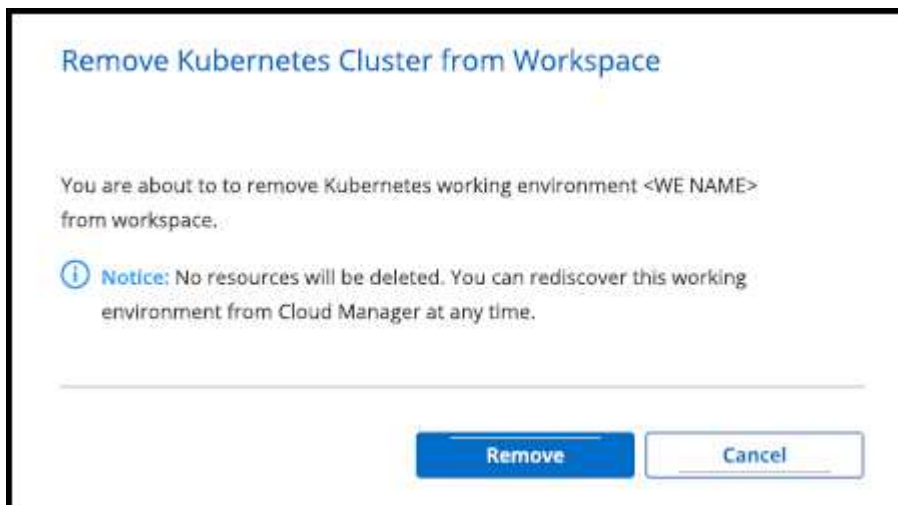 Remove Kubernetes Cluster from Workspace
You are about to to remove Kubernetes working environment <WE NAME>
from workspace.
Notice: No resources will be deleted. You can rediscover this working
environment from Cloud Manager at any time.
Remove
Cancel